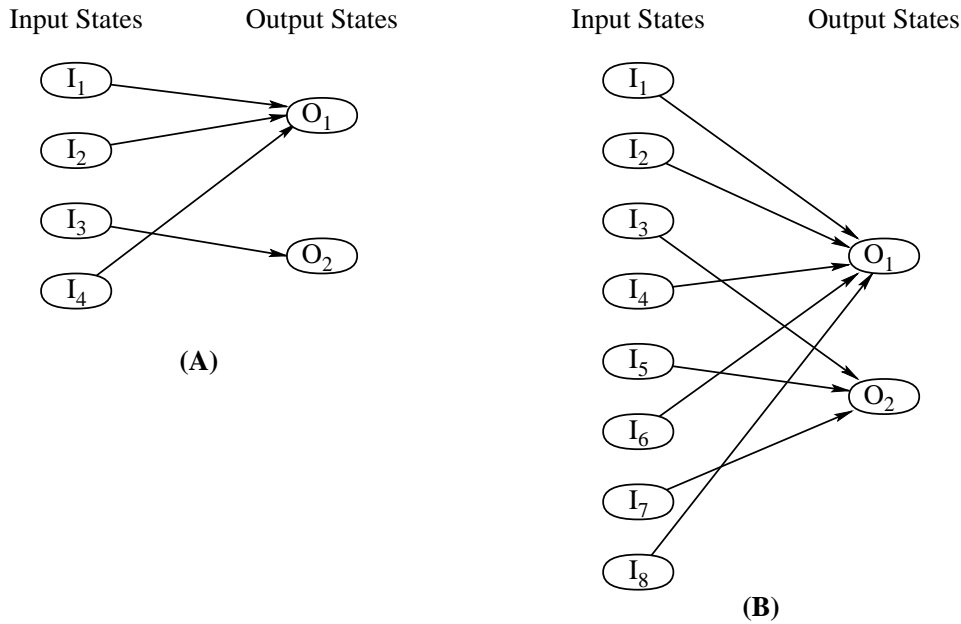 Input States Output States
I1
O1
I2
I3
O2
I4
(A)
Input States Output States
I1
I2
I3
O1
I4
I5
O2
I6
I7
I8
(B)